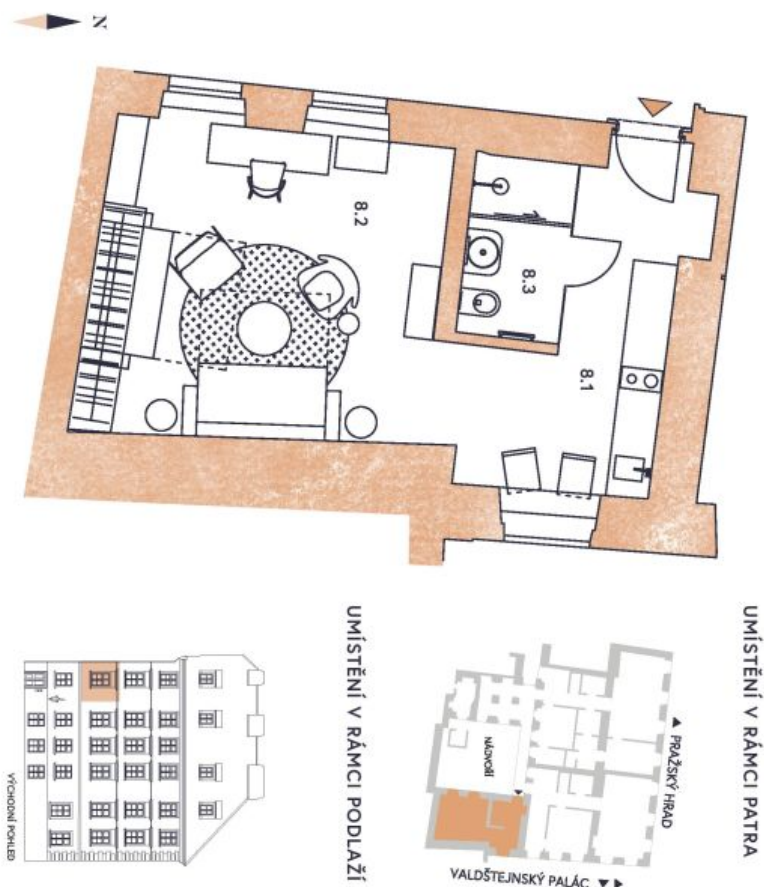 N
8.2
8.3
8.1
UMÍSTĚNÍ V RÁMCI PATRA
▲ PRAŽSKÝ HRAD
NÁDVOŘÍ
VALDŠTEJNSKÝ PALÁC
UMÍSTĚNÍ V RÁMCI PODLAŽÍ
VÝCHODNÍ POHLED